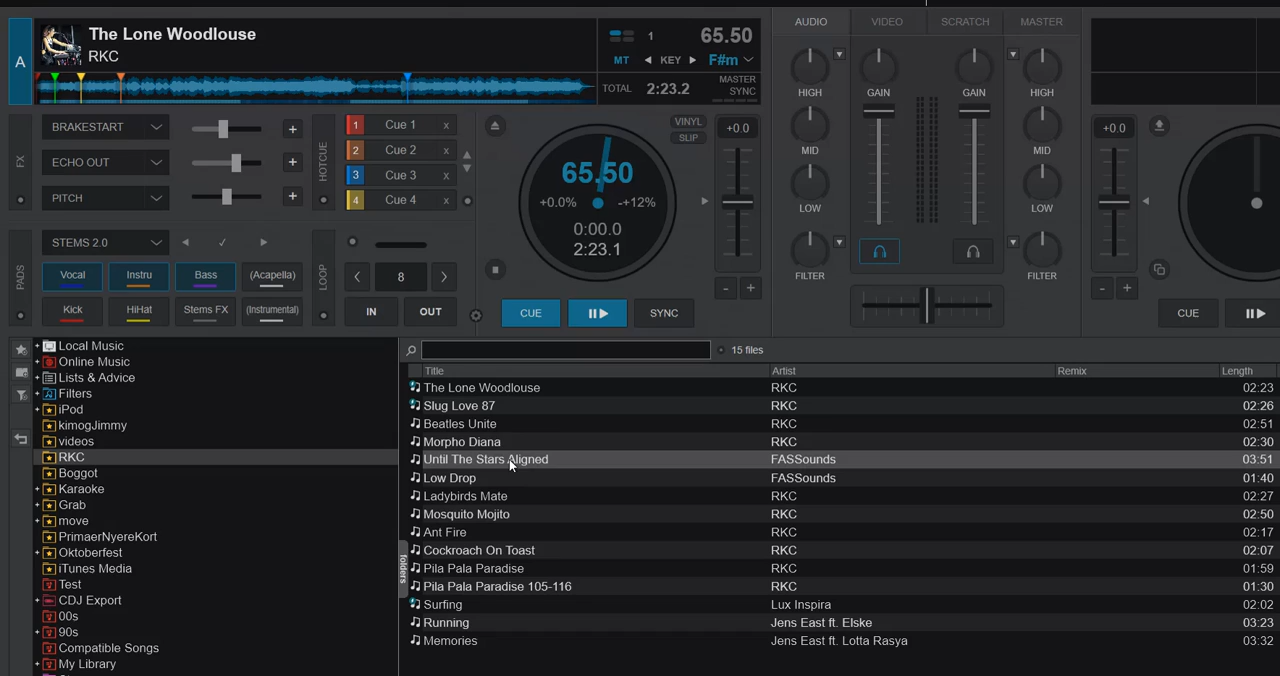 AUDIO VIDEO SCRATCH MASTER
A
The Lone Woodlouse
RKC
1 65.50
MT KEY F#m
TOTAL 2:23.2 MASTER SYNC
HIGH GAIN GAIN HIGH
MID MID
LOW LOW
FILTER FILTER
FX
BRAKESTART +
ECHO OUT +
PITCH +
HOTCUE
1 Cue 1 x
2 Cue 2 x
3 Cue 3 x
4 Cue 4 x
VINYL
SLIP
65.50
+0.0% -+12%
0:00.0
2:23.1
+0.0
- +
+0.0
- +
PADS
STEMS 2.0
Vocal Instru Bass (Acapella)
Kick HiHat Stems FX (Instrumental)
LOOP
8
IN OUT
CUE SYNC
CUE
Local Music
Online Music
Lists & Advice
Filters
iPod
kimogJimmy
videos
RKC
Boggot
Karaoke
Grab
move
PrimaerNyereKort
Oktoberfest
iTunes Media
Test
CDJ Export
00s
90s
Compatible Songs
My Library
folders
15 files
Title Artist Remix Length
The Lone Woodlouse RKC 02:23
Slug Love 87 RKC 02:26
Beatles Unite RKC 02:51
Morpho Diana RKC 02:30
Until The Stars Aligned FASSounds 03:51
Low Drop FASSounds 01:40
Ladybirds Mate RKC 02:27
Mosquito Mojito RKC 02:50
Ant Fire RKC 02:17
Cockroach On Toast RKC 02:07
Pila Pala Paradise RKC 01:59
Pila Pala Paradise 105-116 RKC 01:30
Surfing Lux Inspira 02:02
Running Jens East ft. Elske 03:23
Memories Jens East ft. Lotta Rasya 03:32